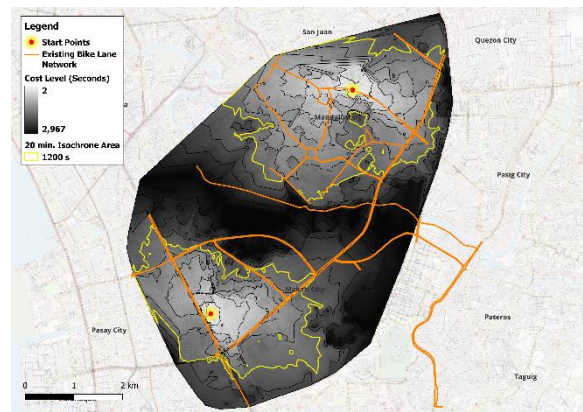 Legend
Start Points
Existing Bike Lane
Network
Cost Level (Seconds)
2
2,967
20 min. Isochrone Area
1200 s
San Juan
Quezon City
Pasig City
Makati City
Pasay City
Pateros
Taguig
0 1 2 km